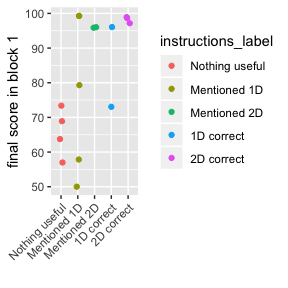 final score in block 1
100
90
80
70
60
50
Nothing useful
Mentioned 1D
Mentioned 2D
1D correct
2D correct
instructions_label
Nothing useful
Mentioned 1D
Mentioned 2D
1D correct
2D correct